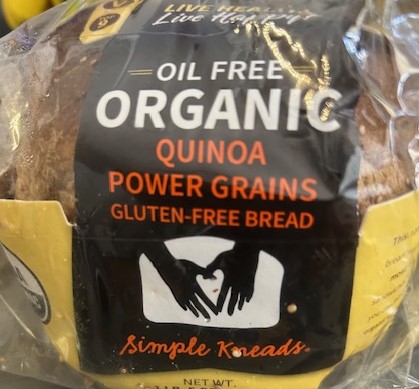 LIVE HEALTHY
Live Happy!
OIL FREE
ORGANIC
QUINOA
POWER GRAINS
GLUTEN-FREE BREAD
Simple Kneads
NET WT.